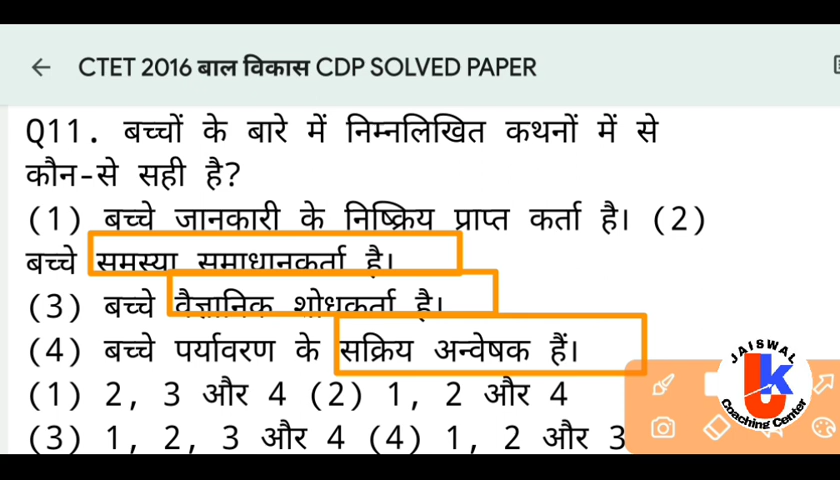 CTET 2016 बाल विकास CDP SOLVED PAPER
Q11. बच्चों के बारे में निम्नलिखित कथनों में से
कौन-से सही है?
(1) बच्चे जानकारी के निष्क्रिय प्राप्त कर्ता है। (2)
बच्चे समस्या समाधानकर्ता है।
(3) बच्चे वैज्ञानिक शोधकर्ता है।
(4) बच्चे पर्यावरण के सक्रिय अन्वेषक हैं।
(1) 2, 3 और 4 (2) 1, 2 और 4
(3) 1, 2, 3 और 4 (4) 1, 2 और 3
JAISWAL
UK
Coaching Center